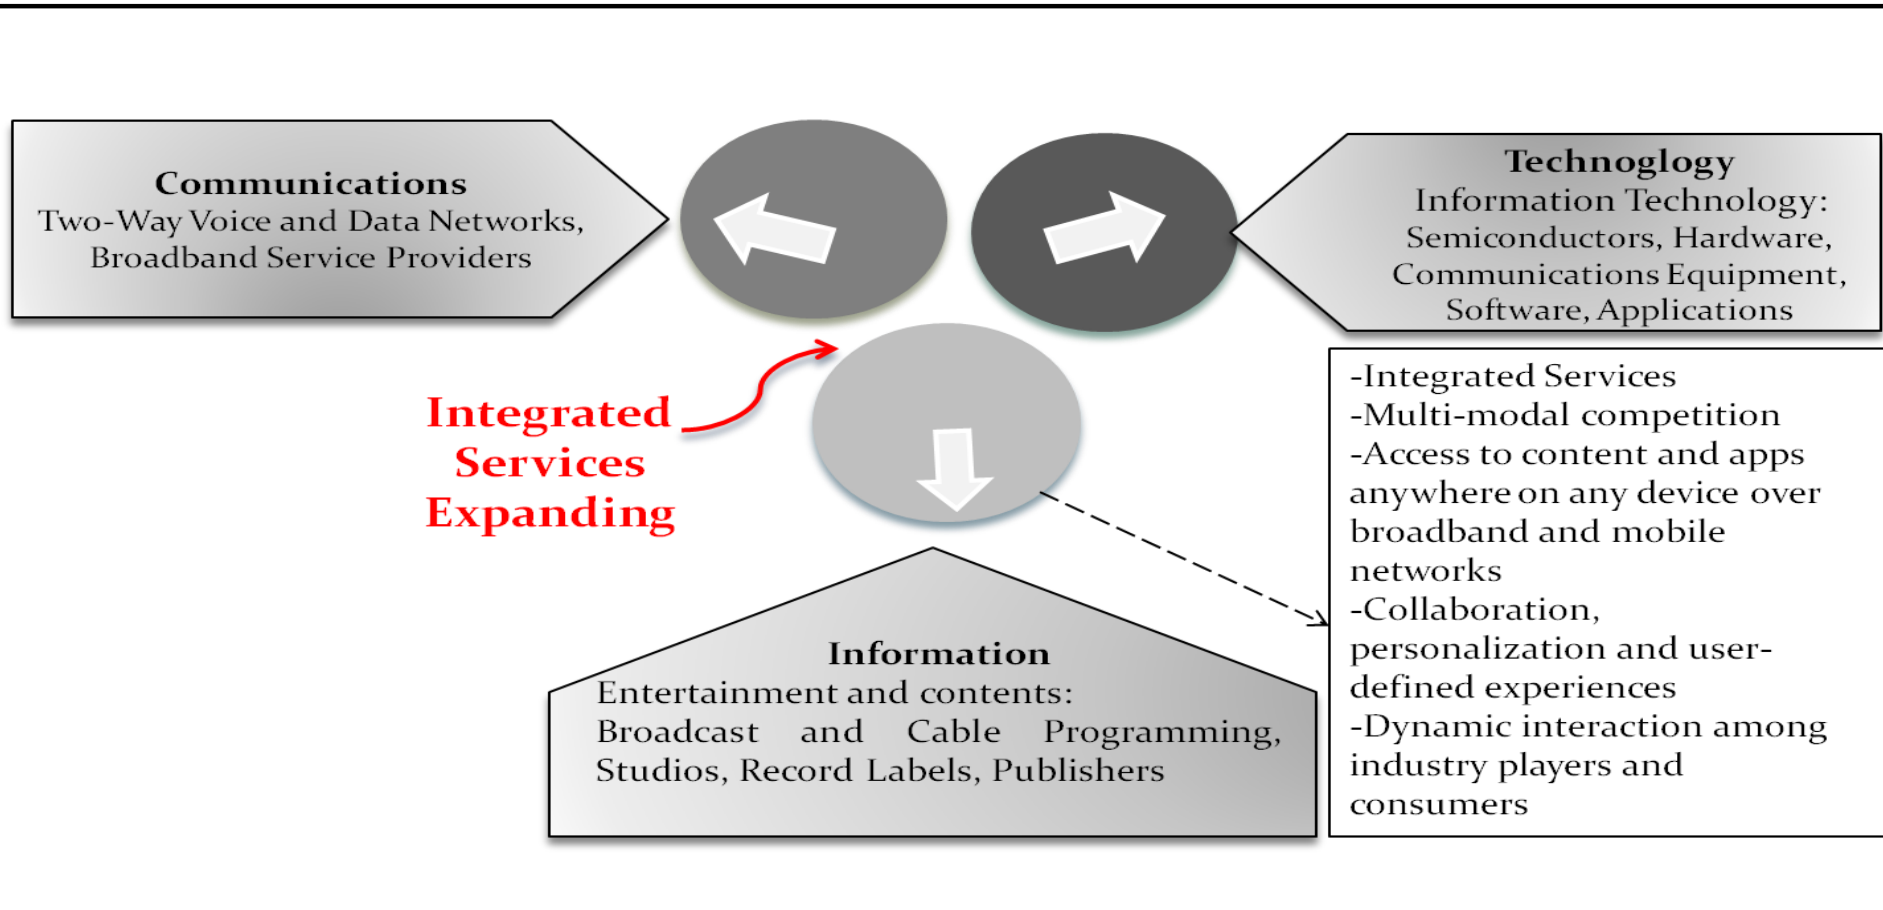 Communications
Two-Way Voice and Data Networks,
Broadband Service Providers
Technoglogy
Information Technology:
Semiconductors, Hardware,
Communications Equipment,
Software, Applications
Integrated
Services
Expanding
Information
Entertainment and contents:
Broadcast and Cable Programming,
Studios, Record Labels, Publishers
-Integrated Services
-Multi-modal competition
-Access to content and apps
anywhere on any device over
broadband and mobile
networks
-Collaboration,
personalization and user-
defined experiences
-Dynamic interaction among
industry players and
consumers